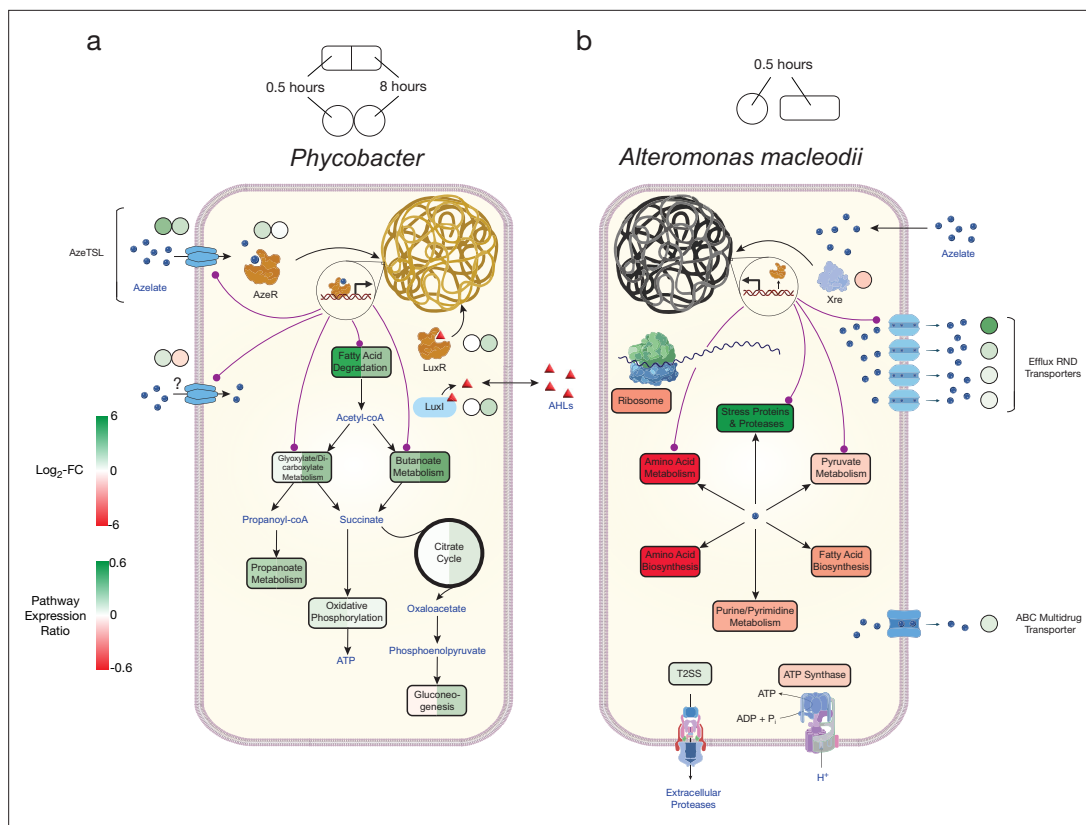 a
0.5 hours
8 hours
Phycobacter
AzeTSL
Azelate
AzeR
LuxR
Fatty Acid
Degradation
?
LuxI
AHLs
Acetyl-coA
Glyoxylate/Di-
carboxylate
Metabolism
Butanoate
Metabolism
Propanoyl-coA
Succinate
Citrate
Cycle
Propanoate
Metabolism
Oxidative
Phosphorylation
Oxaloacetate
ATP
Phosphoenolpyruvate
Gluconeo-
genesis
6
Log2-FC
0
-6
0.6
Pathway
Expression
Ratio
0
-0.6
b
0.5 hours
Alteromonas macleodii
Azelate
Xre
Efflux RND
Transporters
Ribosome
Stress Proteins
& Proteases
Amino Acid
Metabolism
Pyruvate
Metabolism
Amino Acid
Biosynthesis
Fatty Acid
Biosynthesis
Purine/Pyrimidine
Metabolism
ABC Multidrug
Transporter
T2SS
ATP Synthase
ATP
ADP + Pi
H+
Extracellular
Proteases